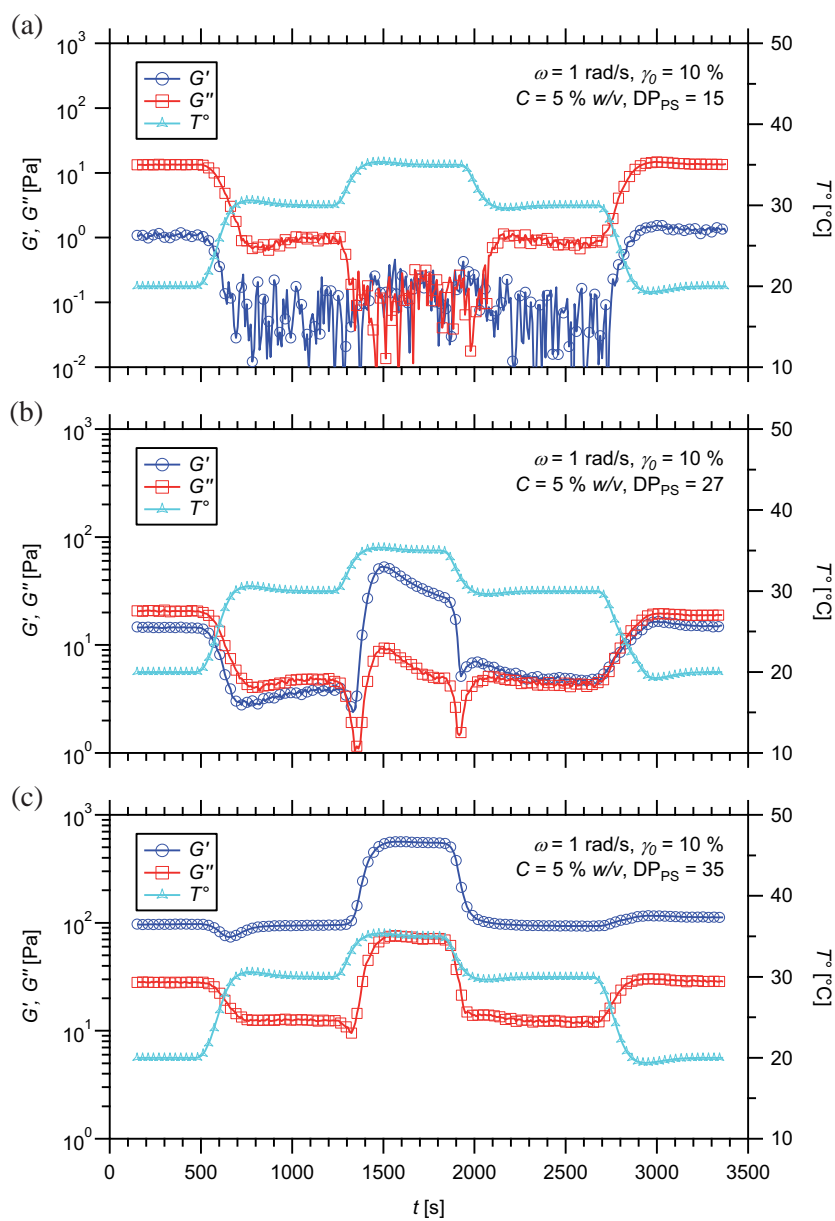 (a)
10³
10²
10¹
10⁰
10⁻¹
10⁻²
G', G'' [Pa]
G'
G''
T°
ω = 1 rad/s, γ₀ = 10 %
C = 5 % w/v, DP_PS = 15
50
40
30
20
10
T° [°C]
(b)
10³
10²
10¹
10⁰
G', G'' [Pa]
G'
G''
T°
ω = 1 rad/s, γ₀ = 10 %
C = 5 % w/v, DP_PS = 27
50
40
30
20
10
T° [°C]
(c)
10³
10²
10¹
10⁰
G', G'' [Pa]
G'
G''
T°
ω = 1 rad/s, γ₀ = 10 %
C = 5 % w/v, DP_PS = 35
50
40
30
20
10
T° [°C]
0 500 1000 1500 2000 2500 3000 3500
t [s]